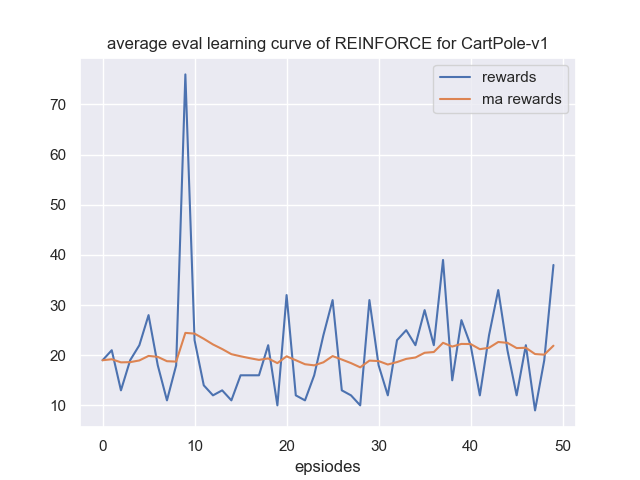 average eval learning curve of REINFORCE for CartPole-v1
rewards
ma rewards
70
60
50
40
30
20
10
0 10 20 30 40 50
epsiodes